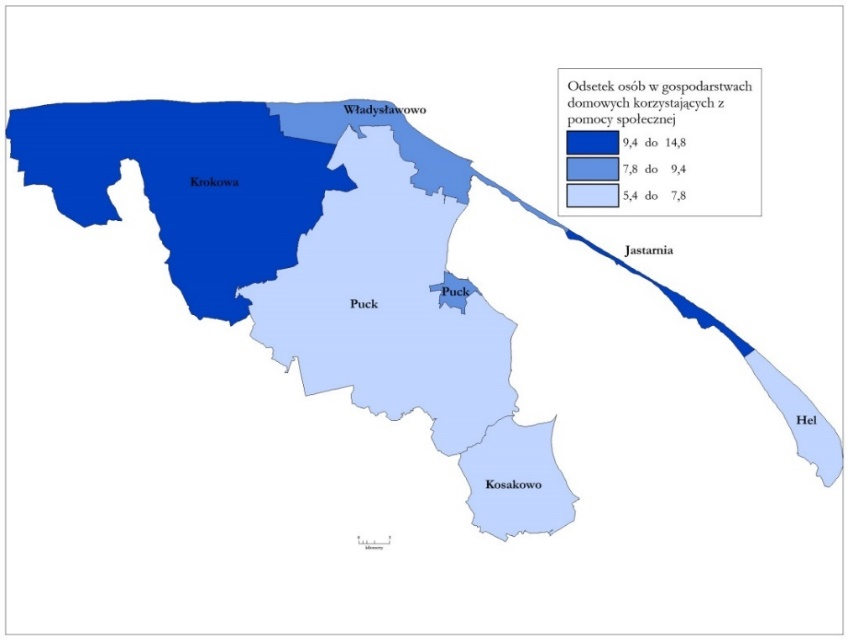 Władysławowo
Odsetek osób w gospodarstwach
domowych korzystających z
pomocy społecznej
9,4 do 14,8
7,8 do 9,4
5,4 do 7,8
Krokowa
Jastarnia
Puck
Puck
Hel
Kosakowo